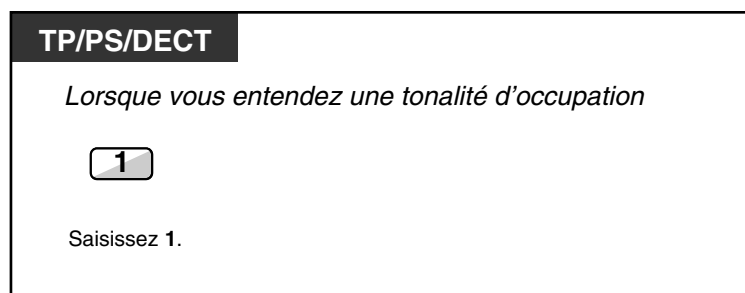 TP/PS/DECT
Lorsque vous entendez une tonalité d'occupation
1
Saisissez 1.